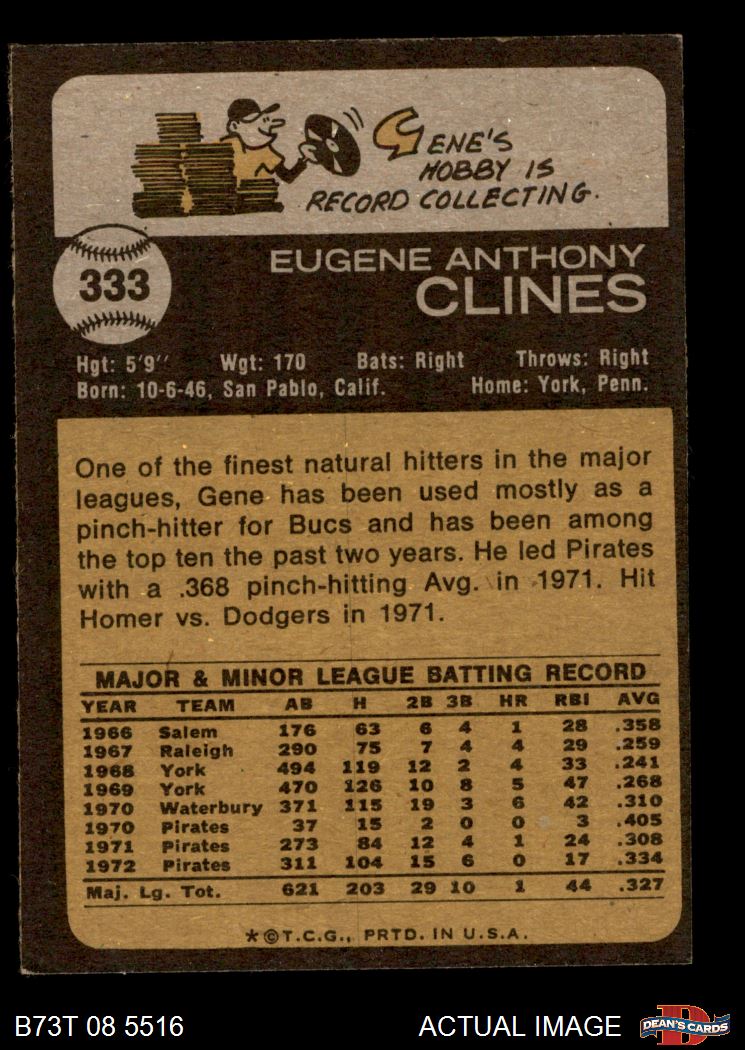 GENE'S
HOBBY IS
RECORD COLLECTING.
333
EUGENE ANTHONY
CLINES
Hgt: 5'9" Wgt: 170 Bats: Right Throws: Right
Born: 10-6-46, San Pablo, Calif. Home: York, Penn.
One of the finest natural hitters in the major
leagues, Gene has been used mostly as a
pinch-hitter for Bucs and has been among
the top ten the past two years. He led Pirates
with a .368 pinch-hitting Avg. in 1971. Hit
Homer vs. Dodgers in 1971.
MAJOR & MINOR LEAGUE BATTING RECORD
YEAR TEAM AB H 2B 3B HR RBI AVG
1966 Salem 176 63 6 4 1 28 .358
1967 Raleigh 290 75 7 4 4 29 .259
1968 York 494 119 12 2 4 33 .241
1969 York 470 126 10 8 5 47 .268
1970 Waterbury 371 115 19 3 6 42 .310
1970 Pirates 37 15 2 0 0 3 .405
1971 Pirates 273 84 12 4 1 24 .308
1972 Pirates 311 104 15 6 0 17 .334
Maj. Lg. Tot. 621 203 29 10 1 44 .327
*©T.C.G., PRTD. IN U.S.A.
B73T 08 5516 ACTUAL IMAGE D DEAN'S CARDS